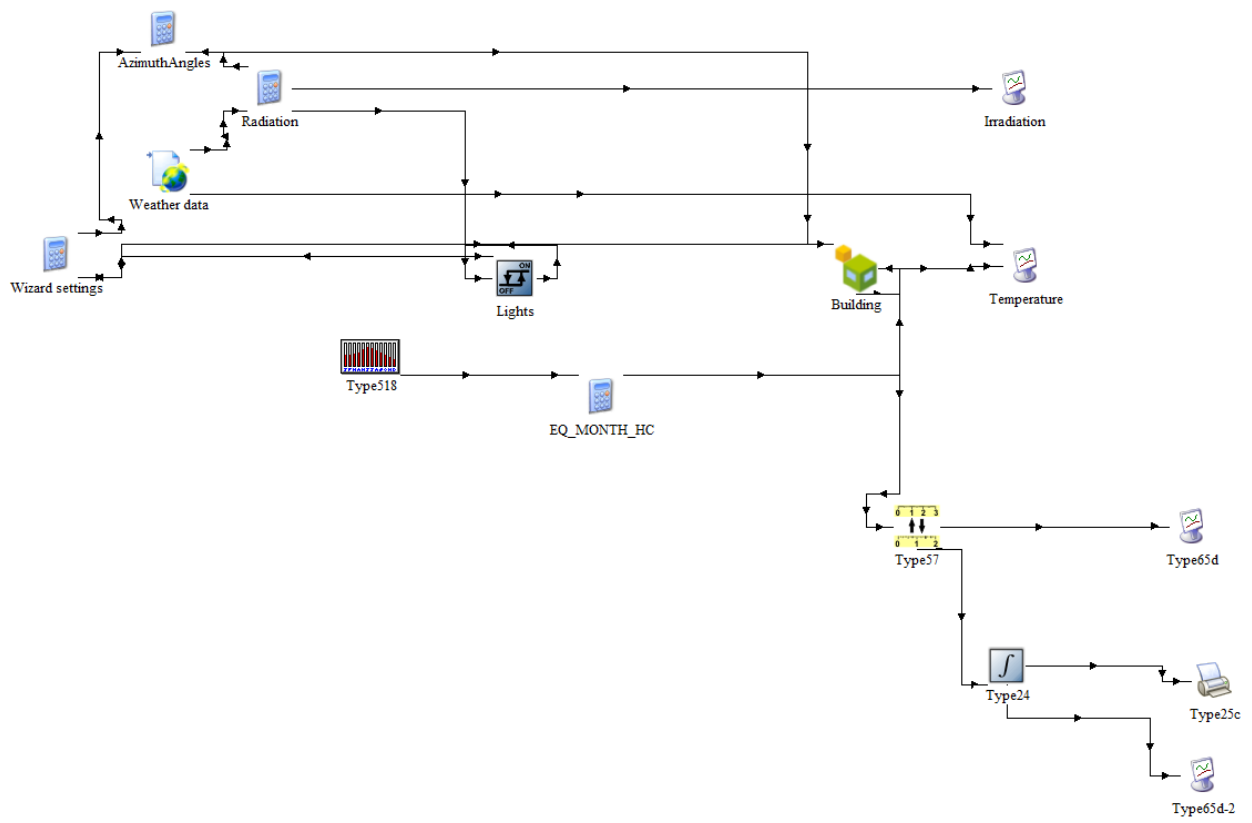 AzimuthAngles
Radiation
Irradiation
Weather data
Wizard settings
ON
OFF
Lights
Building
Temperature
Type518
EQ_MONTH_HC
0 1 2 3
0 1 2
Type57
Type65d
∫
Type24
Type25c
Type65d-2